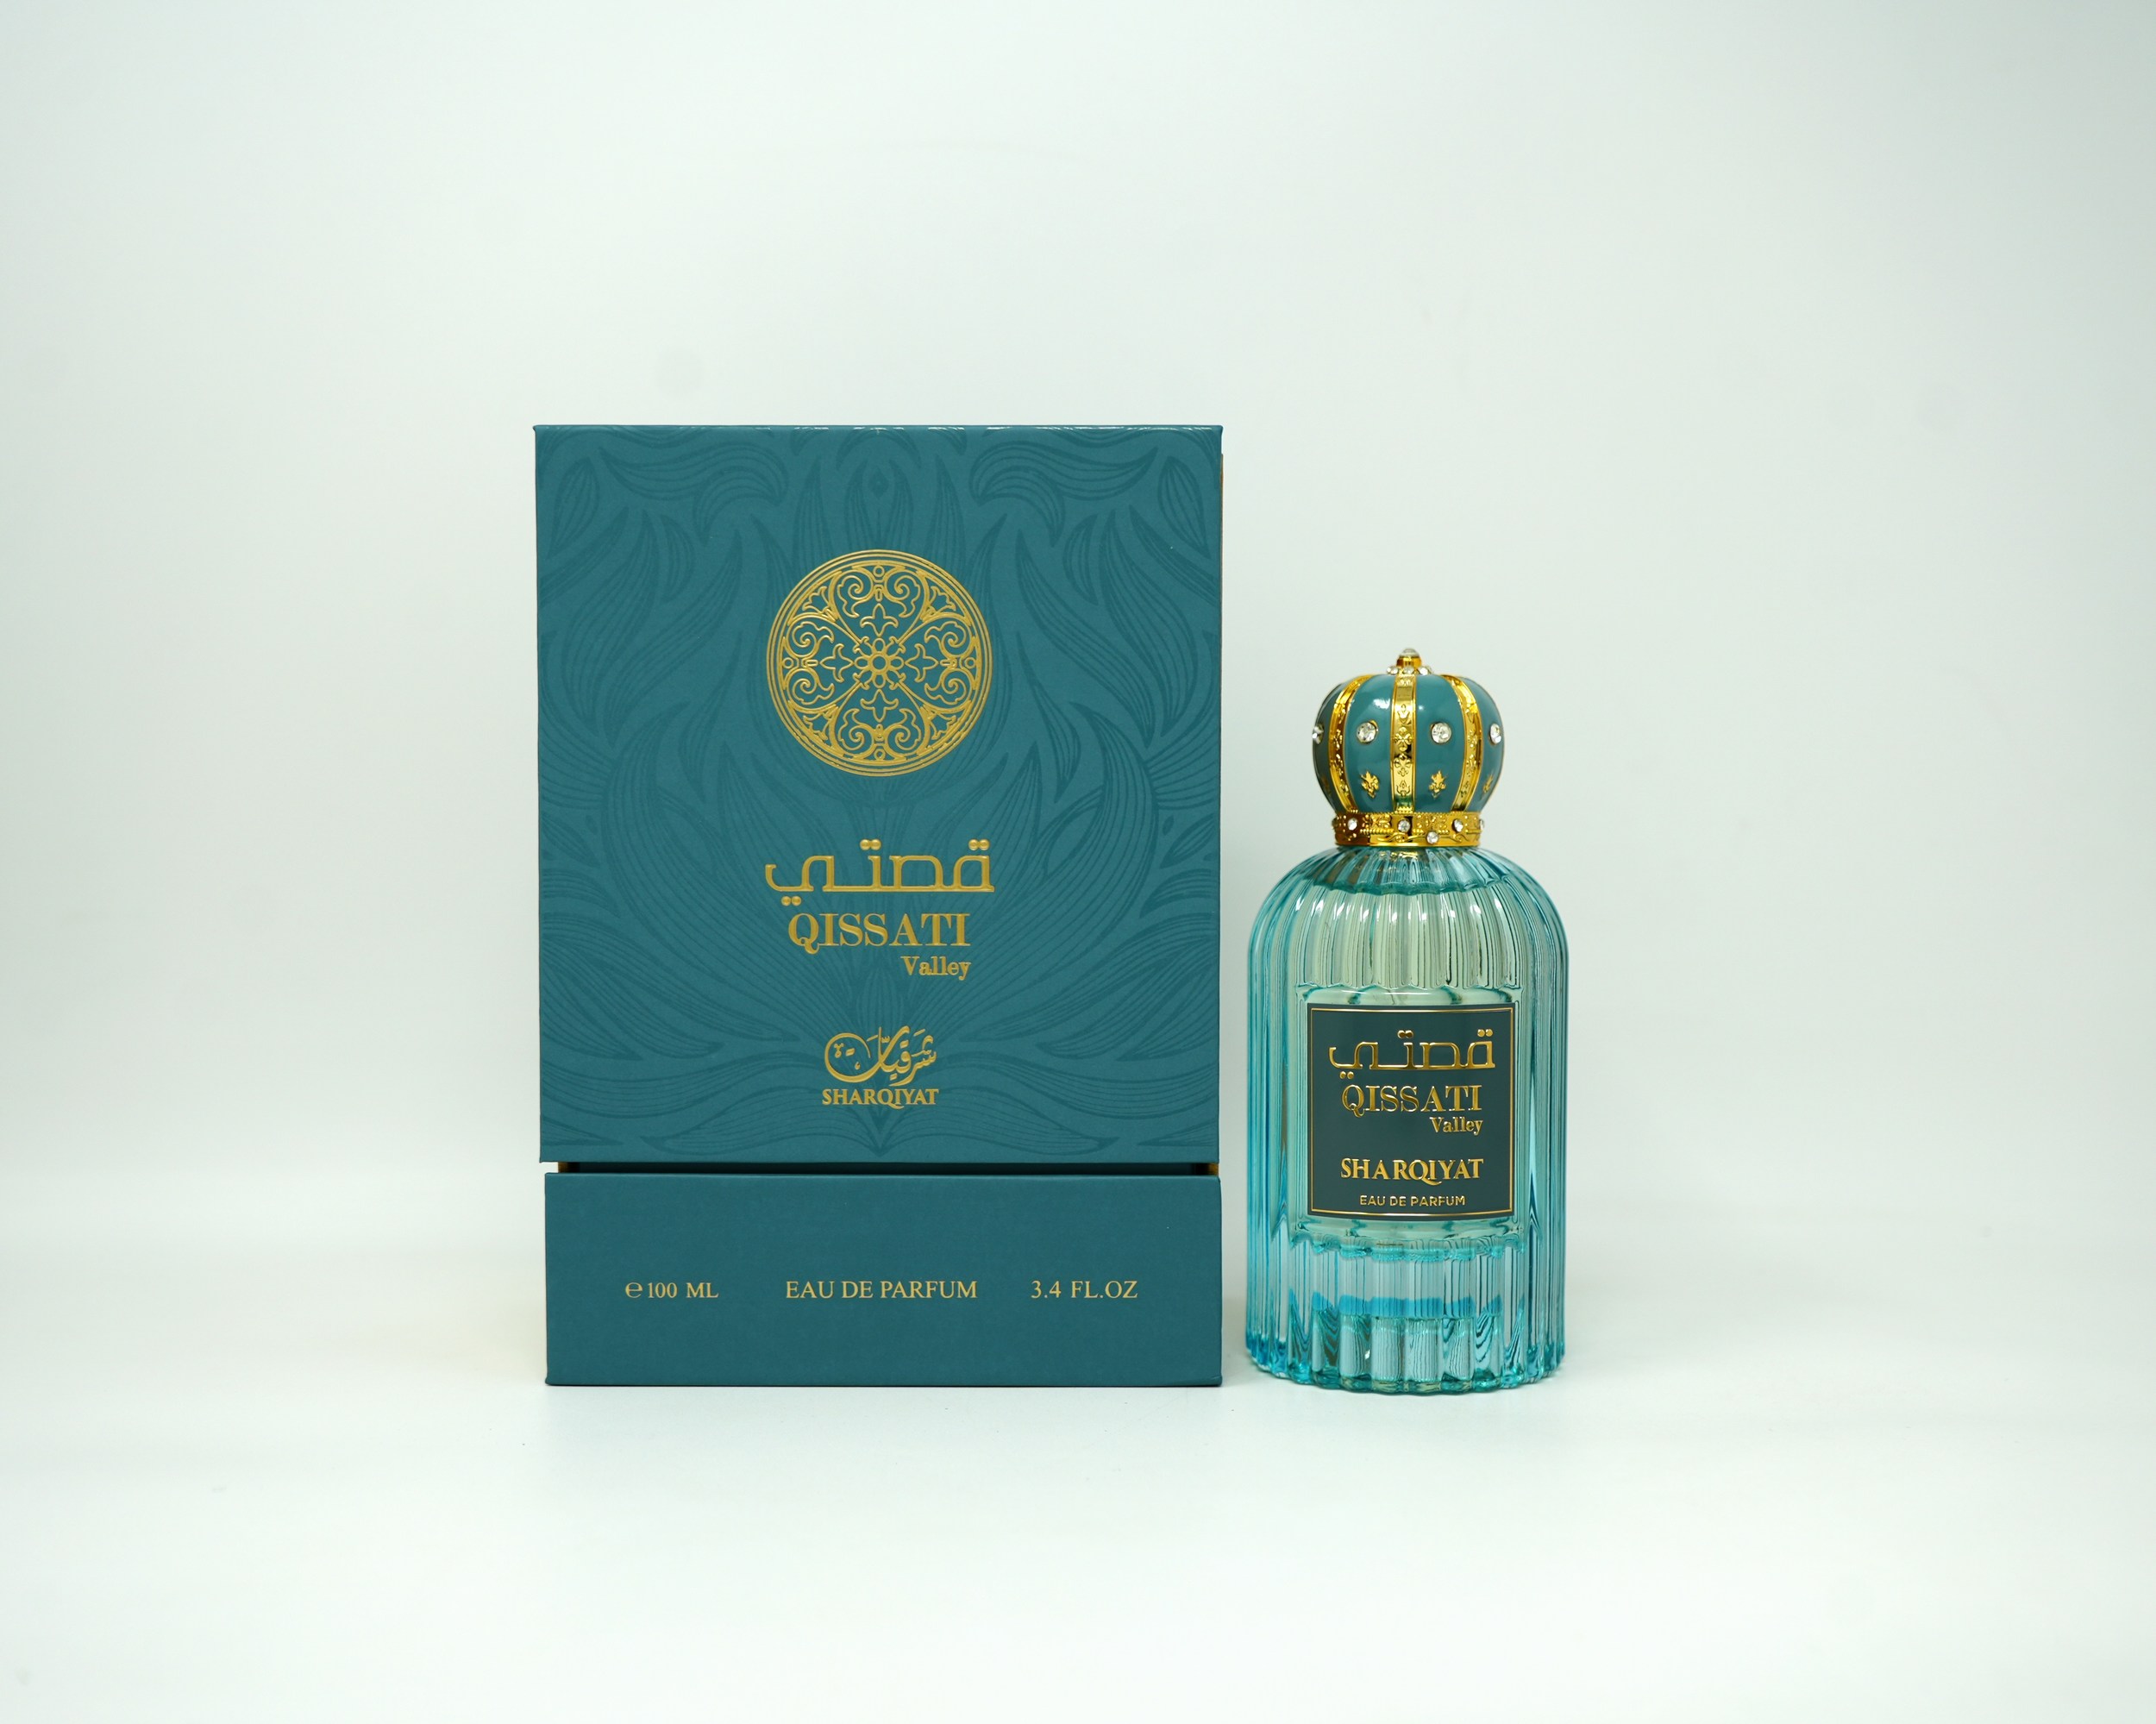 قصتي
QISSATI
Valley
شرقيات
SHARQIYAT
℮100 ML EAU DE PARFUM 3.4 FL.OZ
قصتي
QISSATI
Valley
SHARQIYAT
EAU DE PARFUM